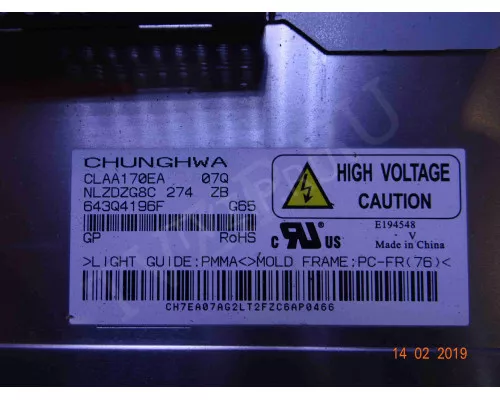 CHUNGHWA
CLAA170EA 07Q
NLZDZG8C 274 ZB
643Q4196F G65
GP RoHS
HIGH VOLTAGE
CAUTION
c RU US
E194548
· V
Made in China
>LIGHT GUIDE:PMMA<>MOLD FRAME:PC-FR(76)<
CH7EA07AG2LT2FZC6AP0466
14 02 2019